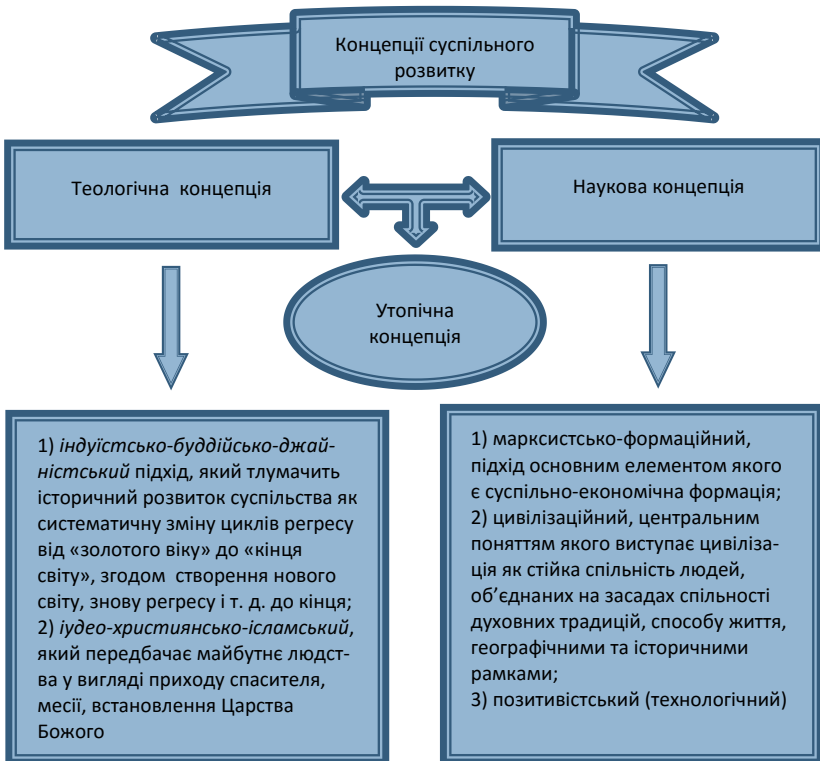 Концепції суспільного
розвитку
Теологічна концепція
Наукова концепція
Утопічна
концепція
1) індуїстсько-буддійсько-джай-
ністський підхід, який тлумачить
історичний розвиток суспільства як
систематичну зміну циклів регресу
від «золотого віку» до «кінця
світу», згодом створення нового
світу, знову регресу і т. д. до кінця;
2) іудео-християнсько-ісламський,
який передбачає майбутнє людст-
ва у вигляді приходу спасителя,
месії, встановлення Царства
Божого
1) марксистсько-формаційний,
підхід основним елементом якого
є суспільно-економічна формація;
2) цивілізаційний, центральним
поняттям якого виступає цивіліза-
ція як стійка спільність людей,
об’єднаних на засадах спільності
духовних традицій, способу життя,
географічними та історичними
рамками;
3) позитивістський (технологічний)